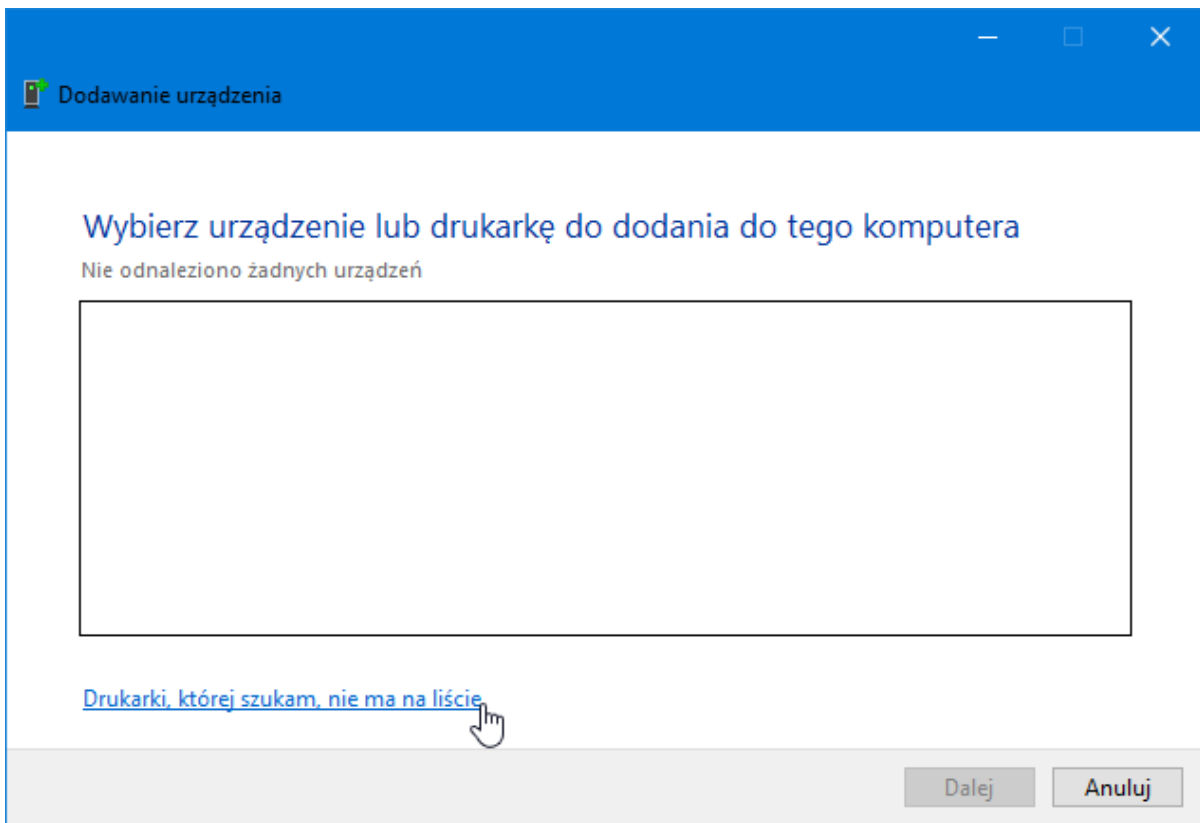 Dodawanie urządzenia
Wybierz urządzenie lub drukarkę do dodania do tego komputera
Nie odnaleziono żadnych urządzeń
Drukarki, której szukam, nie ma na liście
Dalej
Anuluj